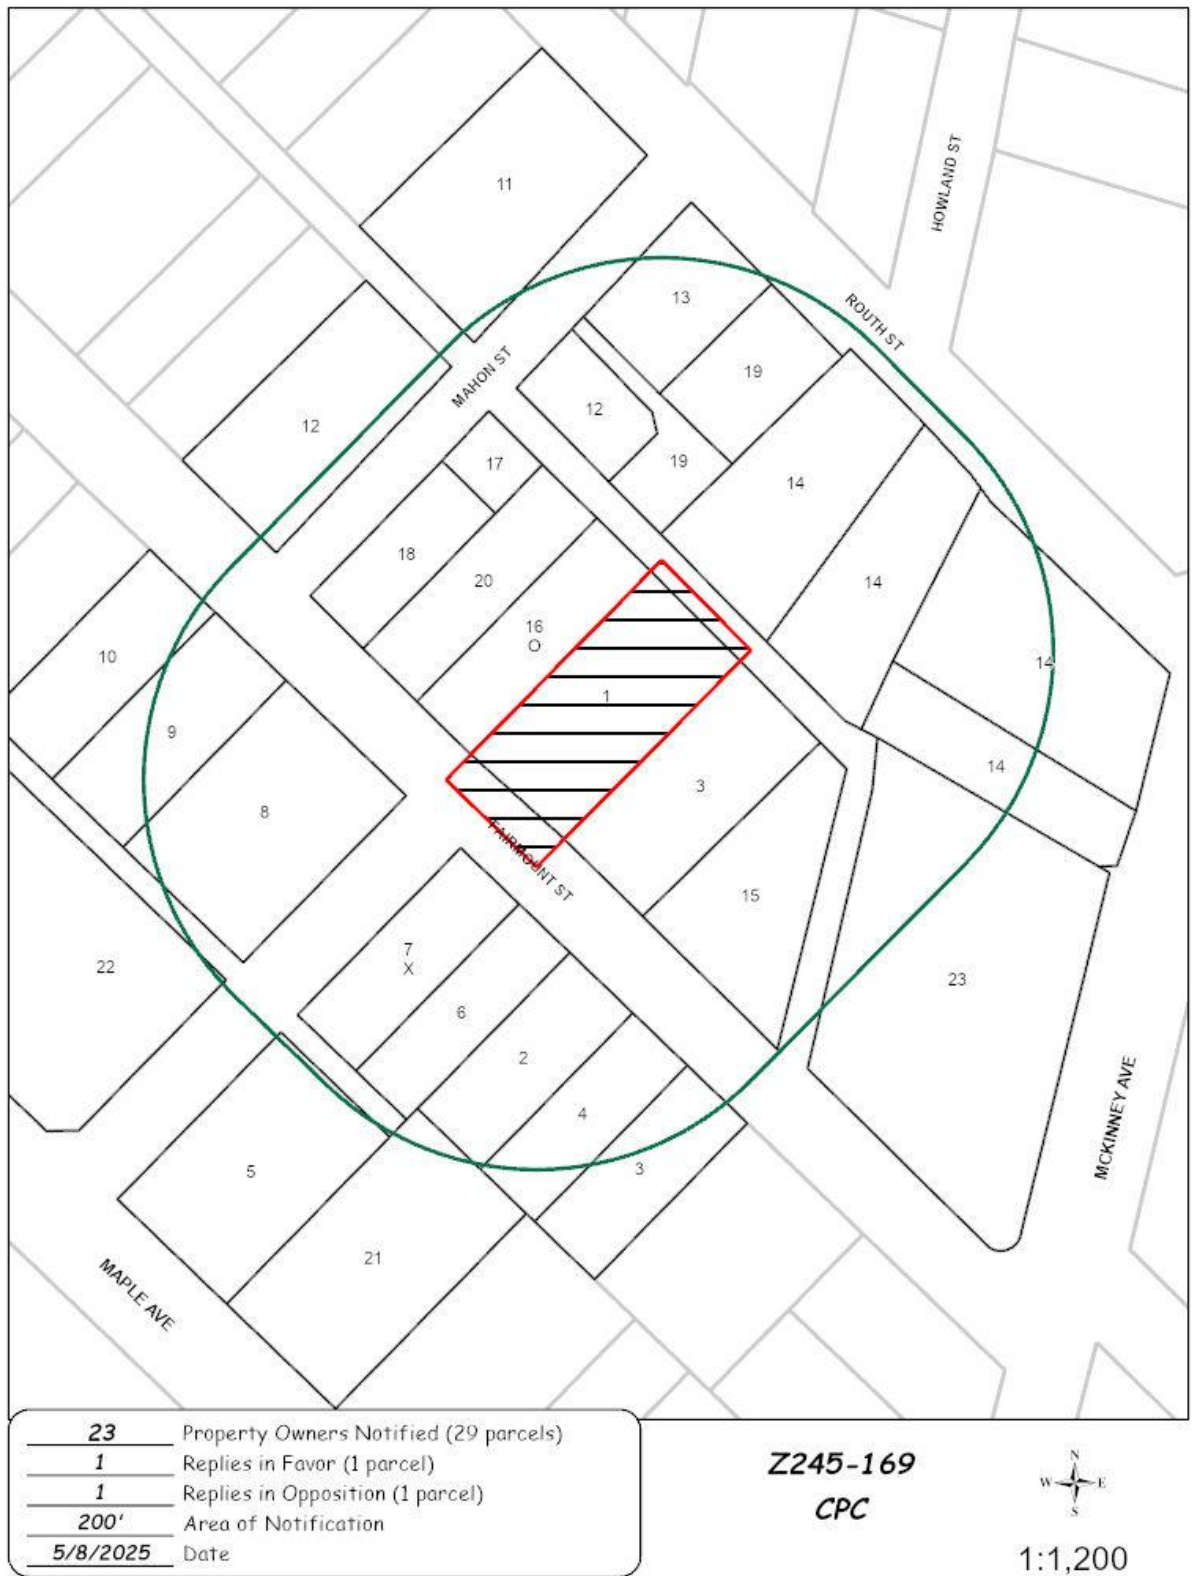 HOWLAND ST
11
13
ROUTH ST
19
MAHON ST
12
12
17
19
14
18
20
14
16
O
10
14
1
9
14
3
8
FAIRMOUNT ST
15
7
X
22
23
6
2
4
MCKINNEY AVE
5
3
21
MAPLE AVE
23 Property Owners Notified (29 parcels)
1 Replies in Favor (1 parcel)
1 Replies in Opposition (1 parcel)
200' Area of Notification
5/8/2025 Date
Z245-169
CPC
N
W E
S
1:1,200